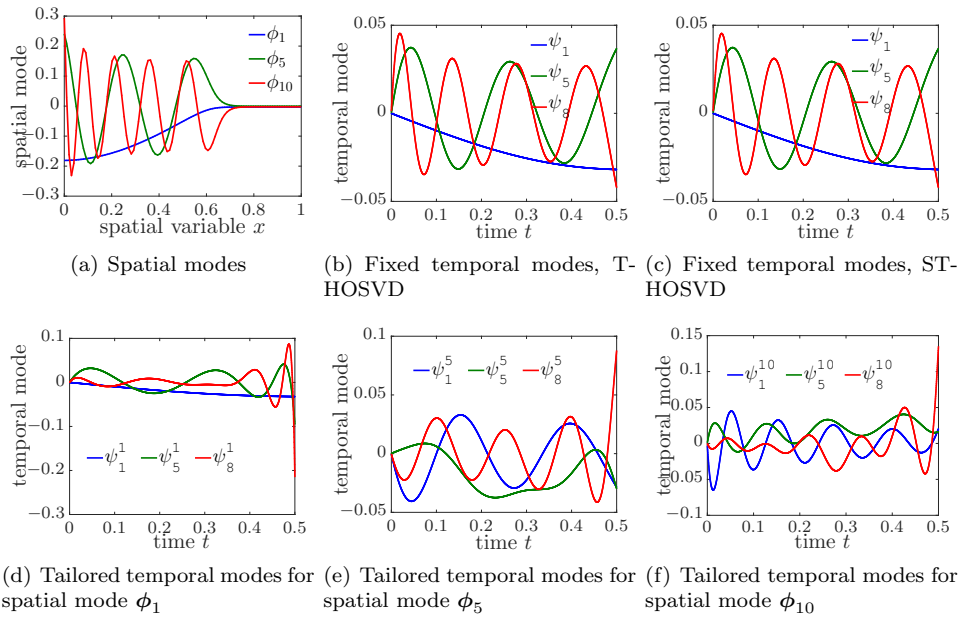 0.3
0.2
0.1
0
−0.1
−0.2
−0.3
spatial mode
ϕ1
ϕ5
ϕ10
0 0.2 0.4 0.6 0.8 1
spatial variable x
(a) Spatial modes
0.05
0
−0.05
temporal mode
ψ1
ψ5
ψ8
0 0.1 0.2 0.3 0.4 0.5
time t
(b) Fixed temporal modes, T-
HOSVD
0.05
0
−0.05
temporal mode
ψ1
ψ5
ψ8
0 0.1 0.2 0.3 0.4 0.5
time t
(c) Fixed temporal modes, ST-
HOSVD
0.1
0
−0.1
−0.2
−0.3
temporal mode
ψ₁¹ ψ₅¹ ψ₈¹
0 0.1 0.2 0.3 0.4 0.5
time t
(d) Tailored temporal modes for
spatial mode ϕ1
0.1
0.05
0
−0.05
temporal mode
ψ₁⁵ ψ₅⁵ ψ₈⁵
0 0.1 0.2 0.3 0.4 0.5
time t
(e) Tailored temporal modes for
spatial mode ϕ5
0.15
0.1
0.05
0
−0.05
−0.1
temporal mode
ψ₁¹⁰ ψ₅¹⁰ ψ₈¹⁰
0 0.1 0.2 0.3 0.4 0.5
time t
(f) Tailored temporal modes for
spatial mode ϕ10